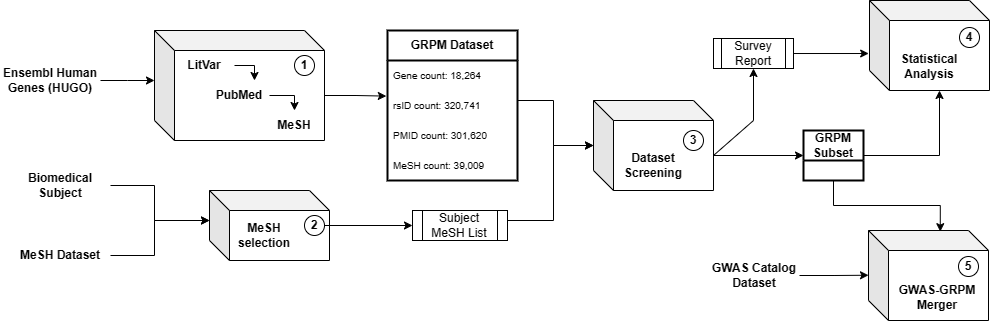 Ensembl Human
Genes (HUGO)
LitVar
1
PubMed
MeSH
GRPM Dataset
Gene count: 18,264
rsID count: 320,741
PMID count: 301,620
MeSH count: 39,009
Biomedical
Subject
MeSH Dataset
MeSH
selection
2
Subject
MeSH List
3
Dataset
Screening
Survey
Report
GRPM
Subset
4
Statistical
Analysis
GWAS Catalog
Dataset
5
GWAS-GRPM
Merger